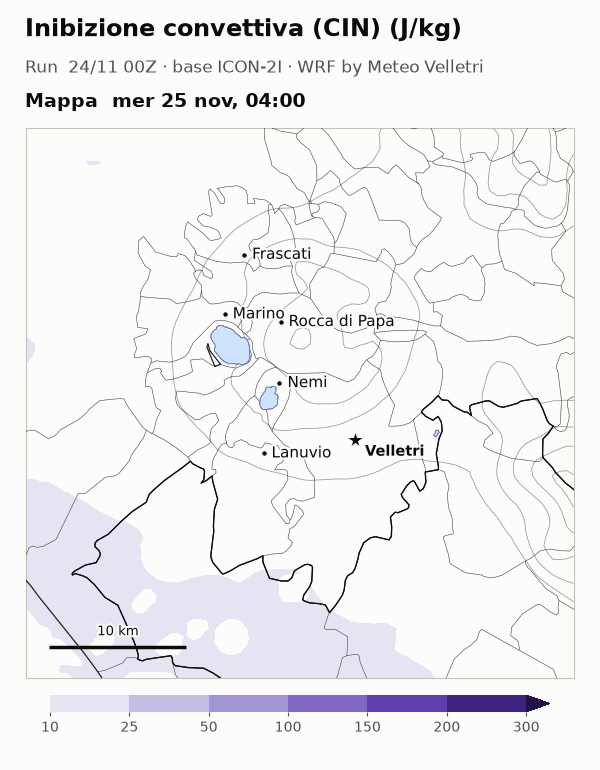 Inibizione convettiva (CIN) (J/kg)
Run  24/11 00Z · base ICON-2I · WRF by Meteo Velletri
Mappa  mer 25 nov, 04:00
Frascati
Marino
Rocca di Papa
Nemi
Velletri
Lanuvio
10 km
10 25 50 100 150 200 300